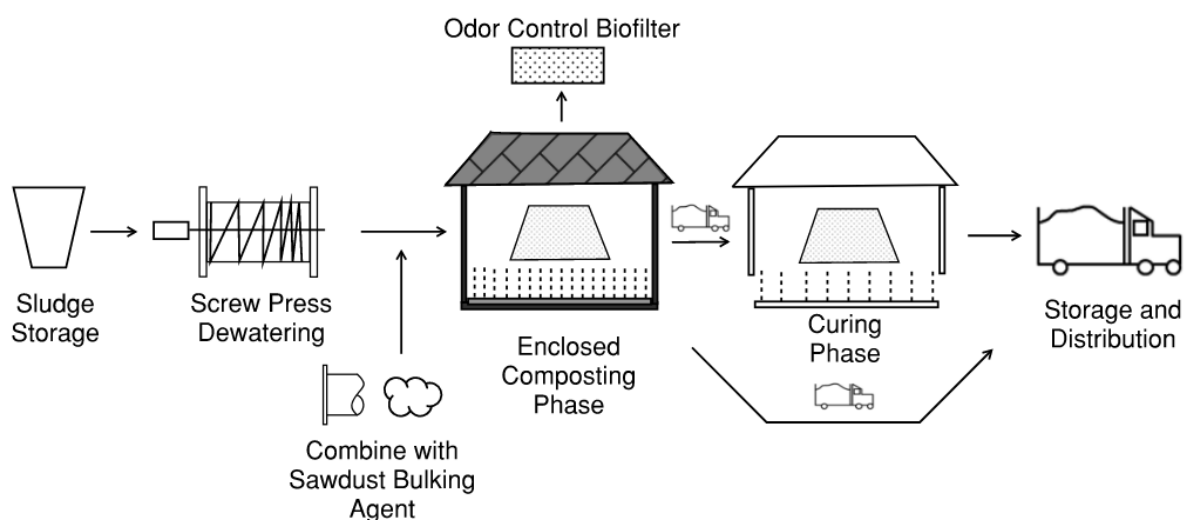 Odor Control Biofilter
Sludge
Storage
Screw Press
Dewatering
Combine with
Sawdust Bulking
Agent
Enclosed
Composting
Phase
Curing
Phase
Storage and
Distribution